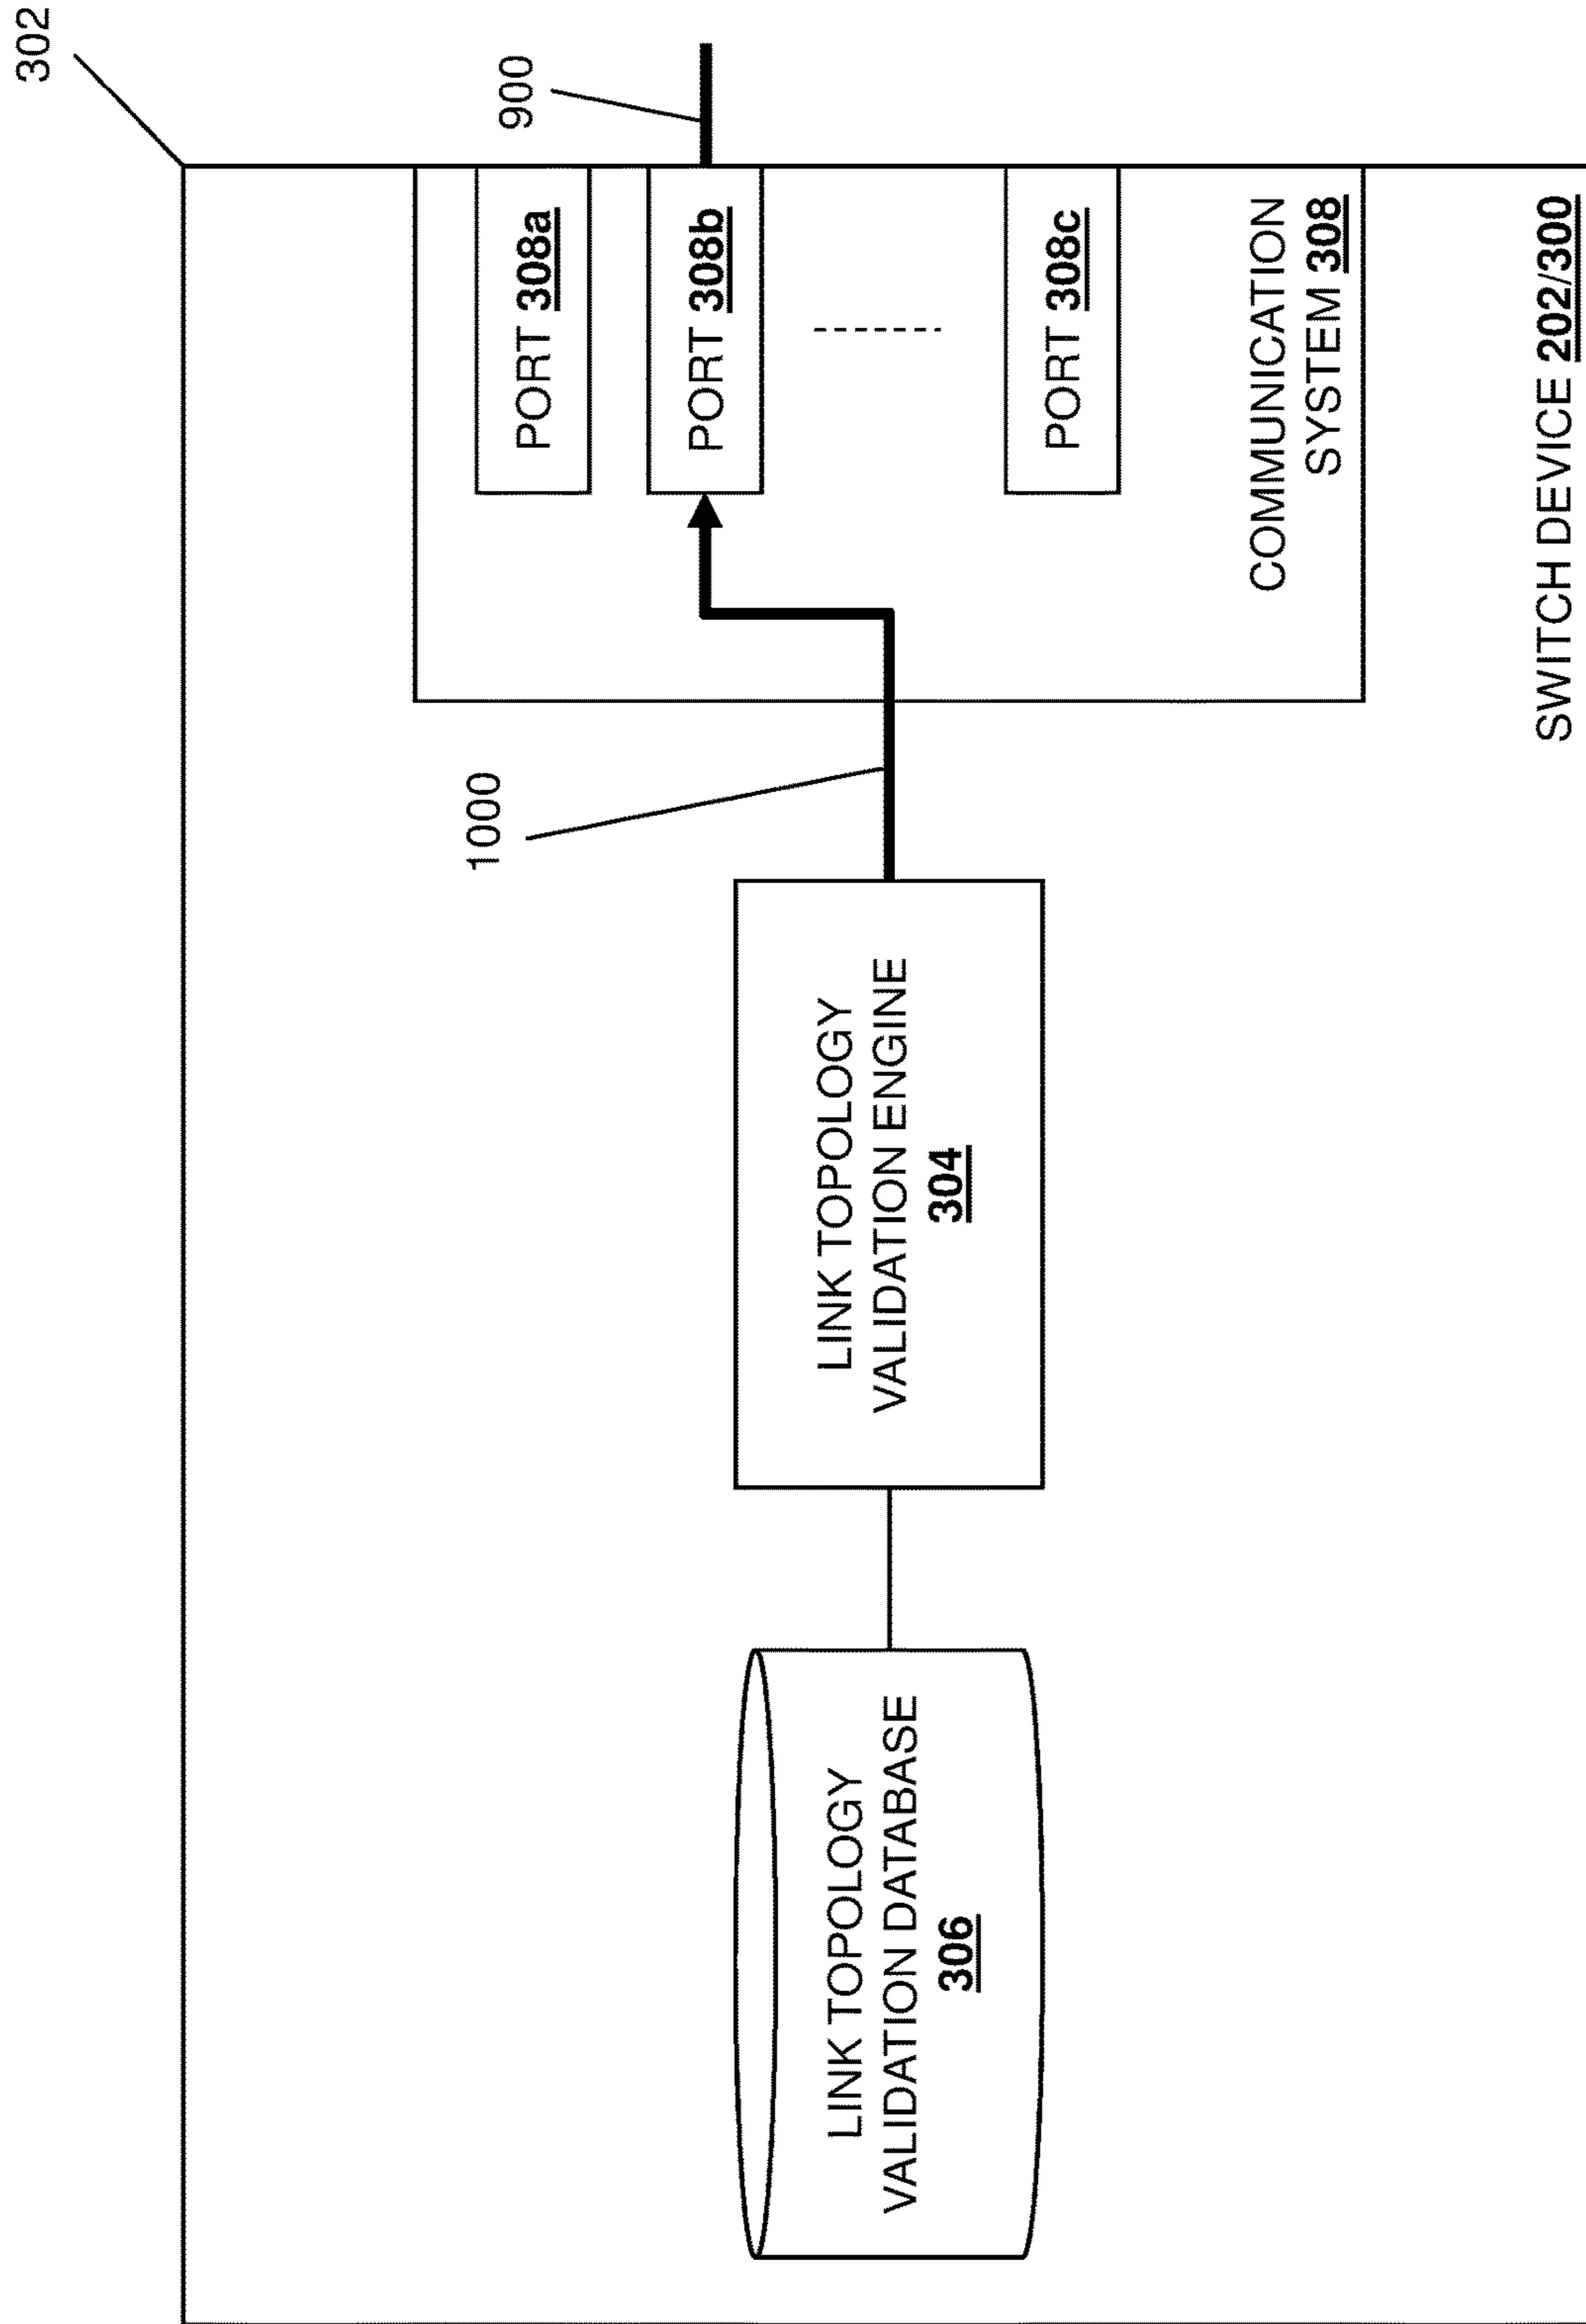 302
900
1000
PORT 308a
PORT 308b
PORT 308c
COMMUNICATION
SYSTEM 308
LINK TOPOLOGY
VALIDATION ENGINE
304
LINK TOPOLOGY
VALIDATION DATABASE
306
SWITCH DEVICE 202/300